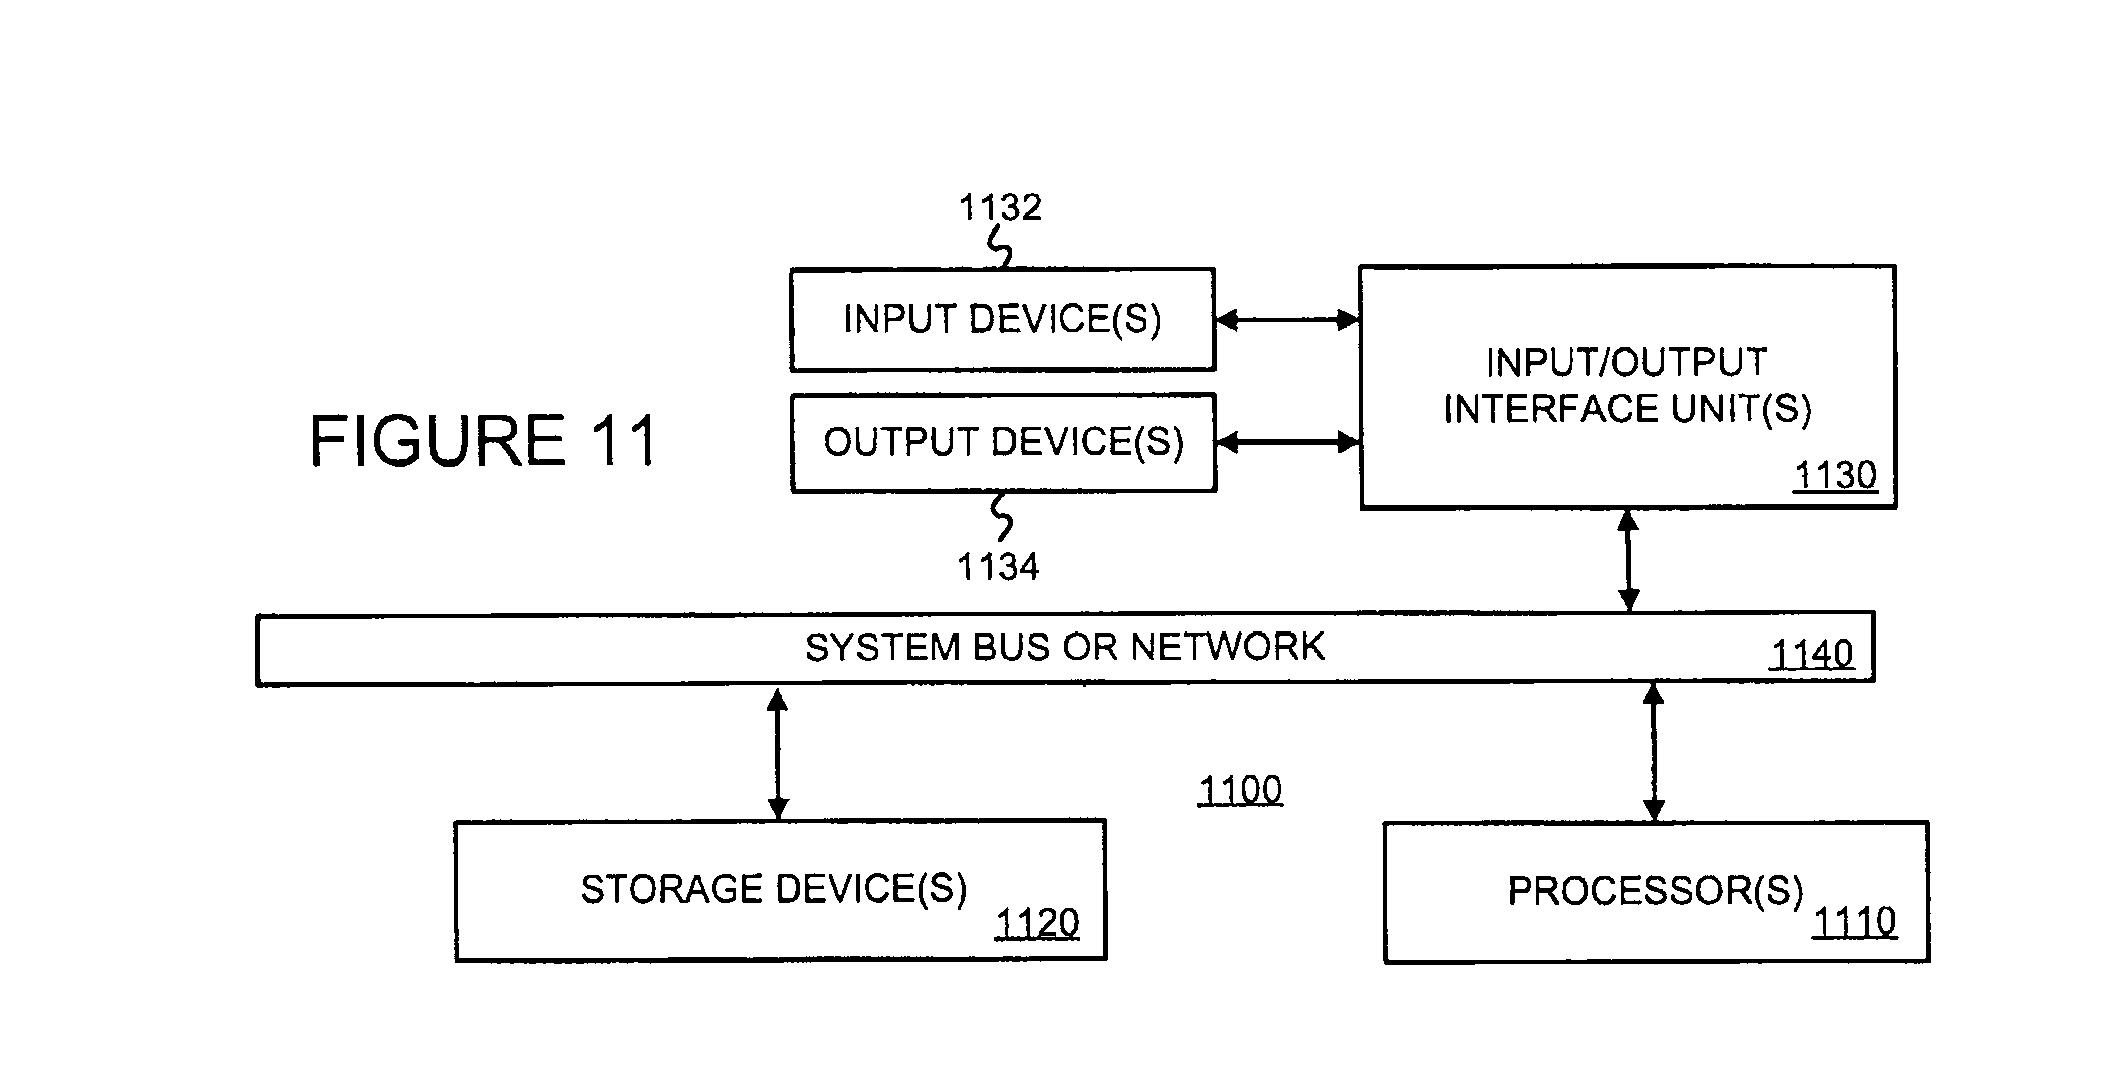 1132
INPUT DEVICE(S)
INPUT/OUTPUT
INTERFACE UNIT(S)
1130
FIGURE 11
OUTPUT DEVICE(S)
1134
SYSTEM BUS OR NETWORK
1140
1100
STORAGE DEVICE(S)
1120
PROCESSOR(S)
1110